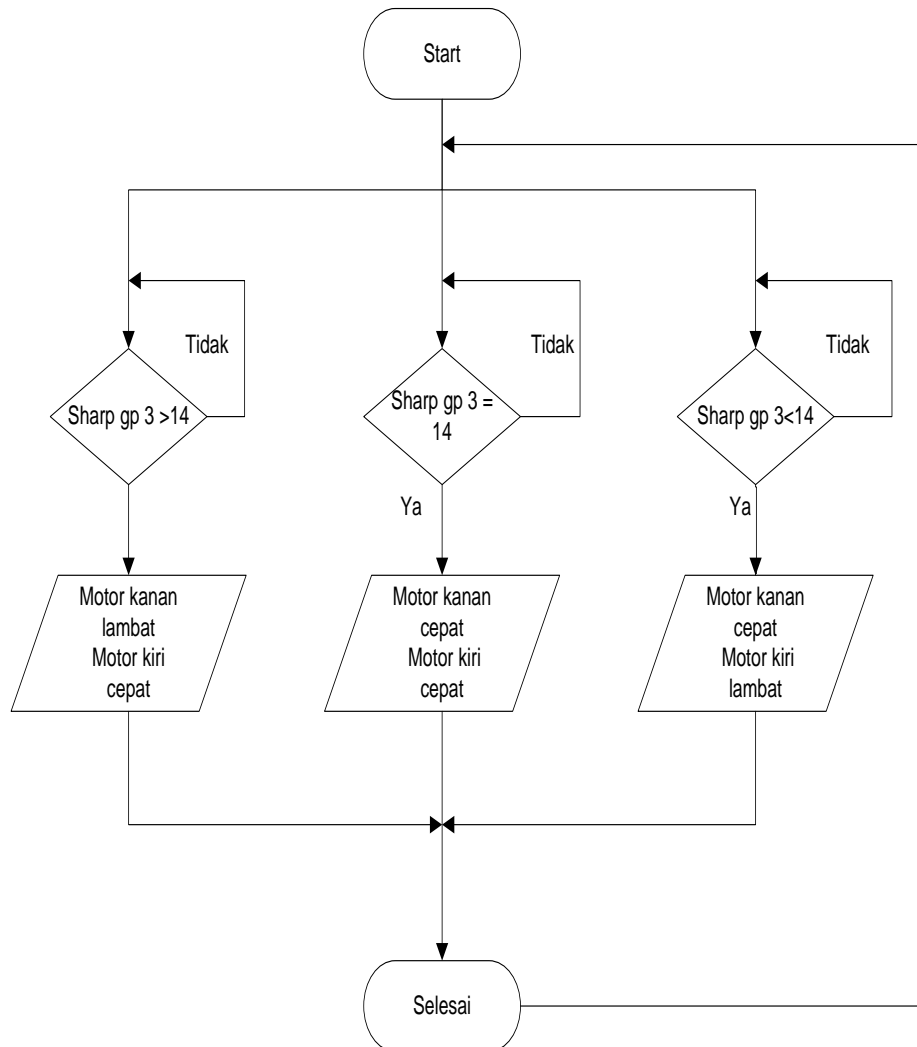 Start
Tidak
Tidak
Tidak
Sharp gp 3 >14
Sharp gp 3 =
14
Sharp gp 3<14
Ya
Ya
Motor kanan
lambat
Motor kiri
cepat
Motor kanan
cepat
Motor kiri
cepat
Motor kanan
cepat
Motor kiri
lambat
Selesai